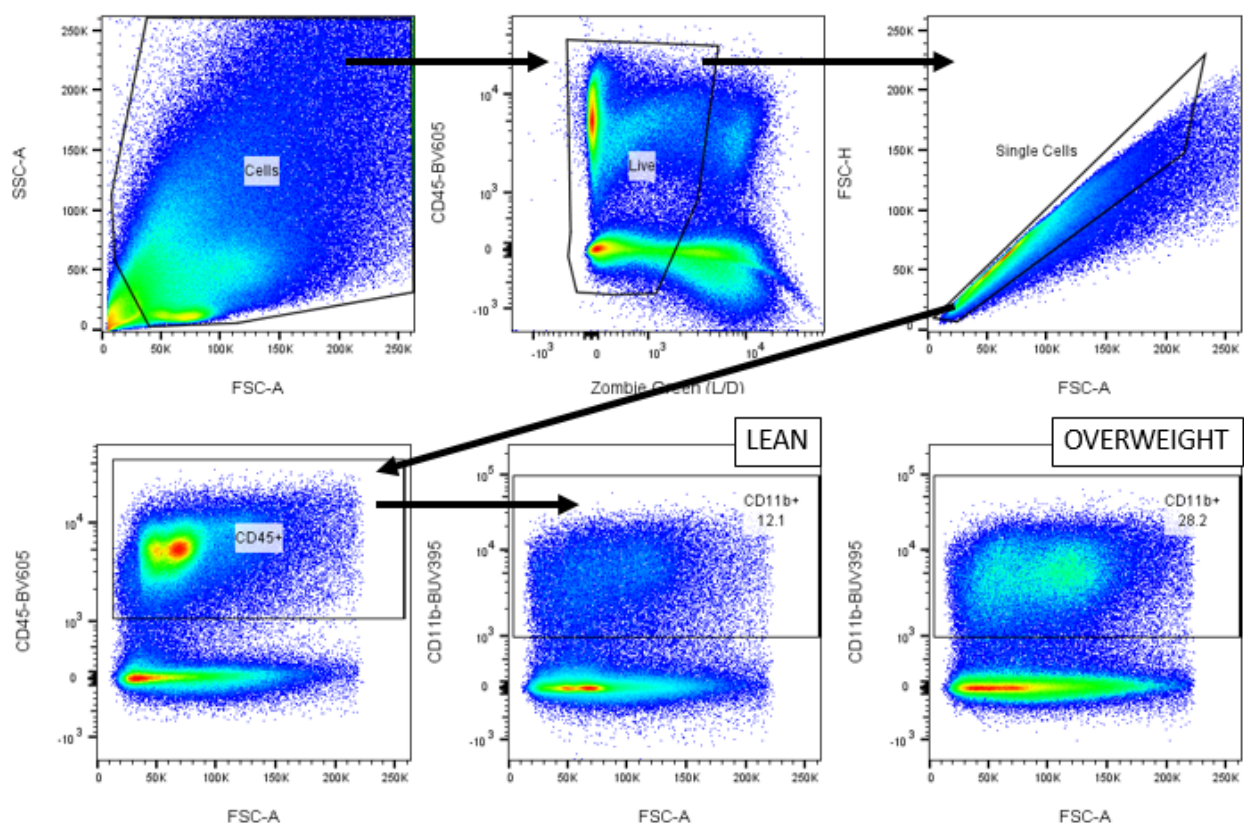 250K
200K
150K
100K
50K
0
SSC-A
Cells
0 50K 100K 150K 200K 250K
FSC-A
10^4
10^3
0
-10^3
CD45-BV605
Live
-10^3 0 10^3 10^4
Zombie Green (L/D)
250K
200K
150K
100K
50K
0
FSC-H
Single Cells
0 50K 100K 150K 200K 250K
FSC-A
10^4
10^3
0
-10^3
CD45-BV605
CD45+
0 50K 100K 150K 200K 250K
FSC-A
LEAN
10^5
10^4
10^3
0
-10^3
CD11b-BUV395
CD11b+
12.1
0 50K 100K 150K 200K 250K
FSC-A
OVERWEIGHT
10^5
10^4
10^3
0
-10^3
CD11b-BUV395
CD11b+
28.2
0 50K 100K 150K 200K 250K
FSC-A